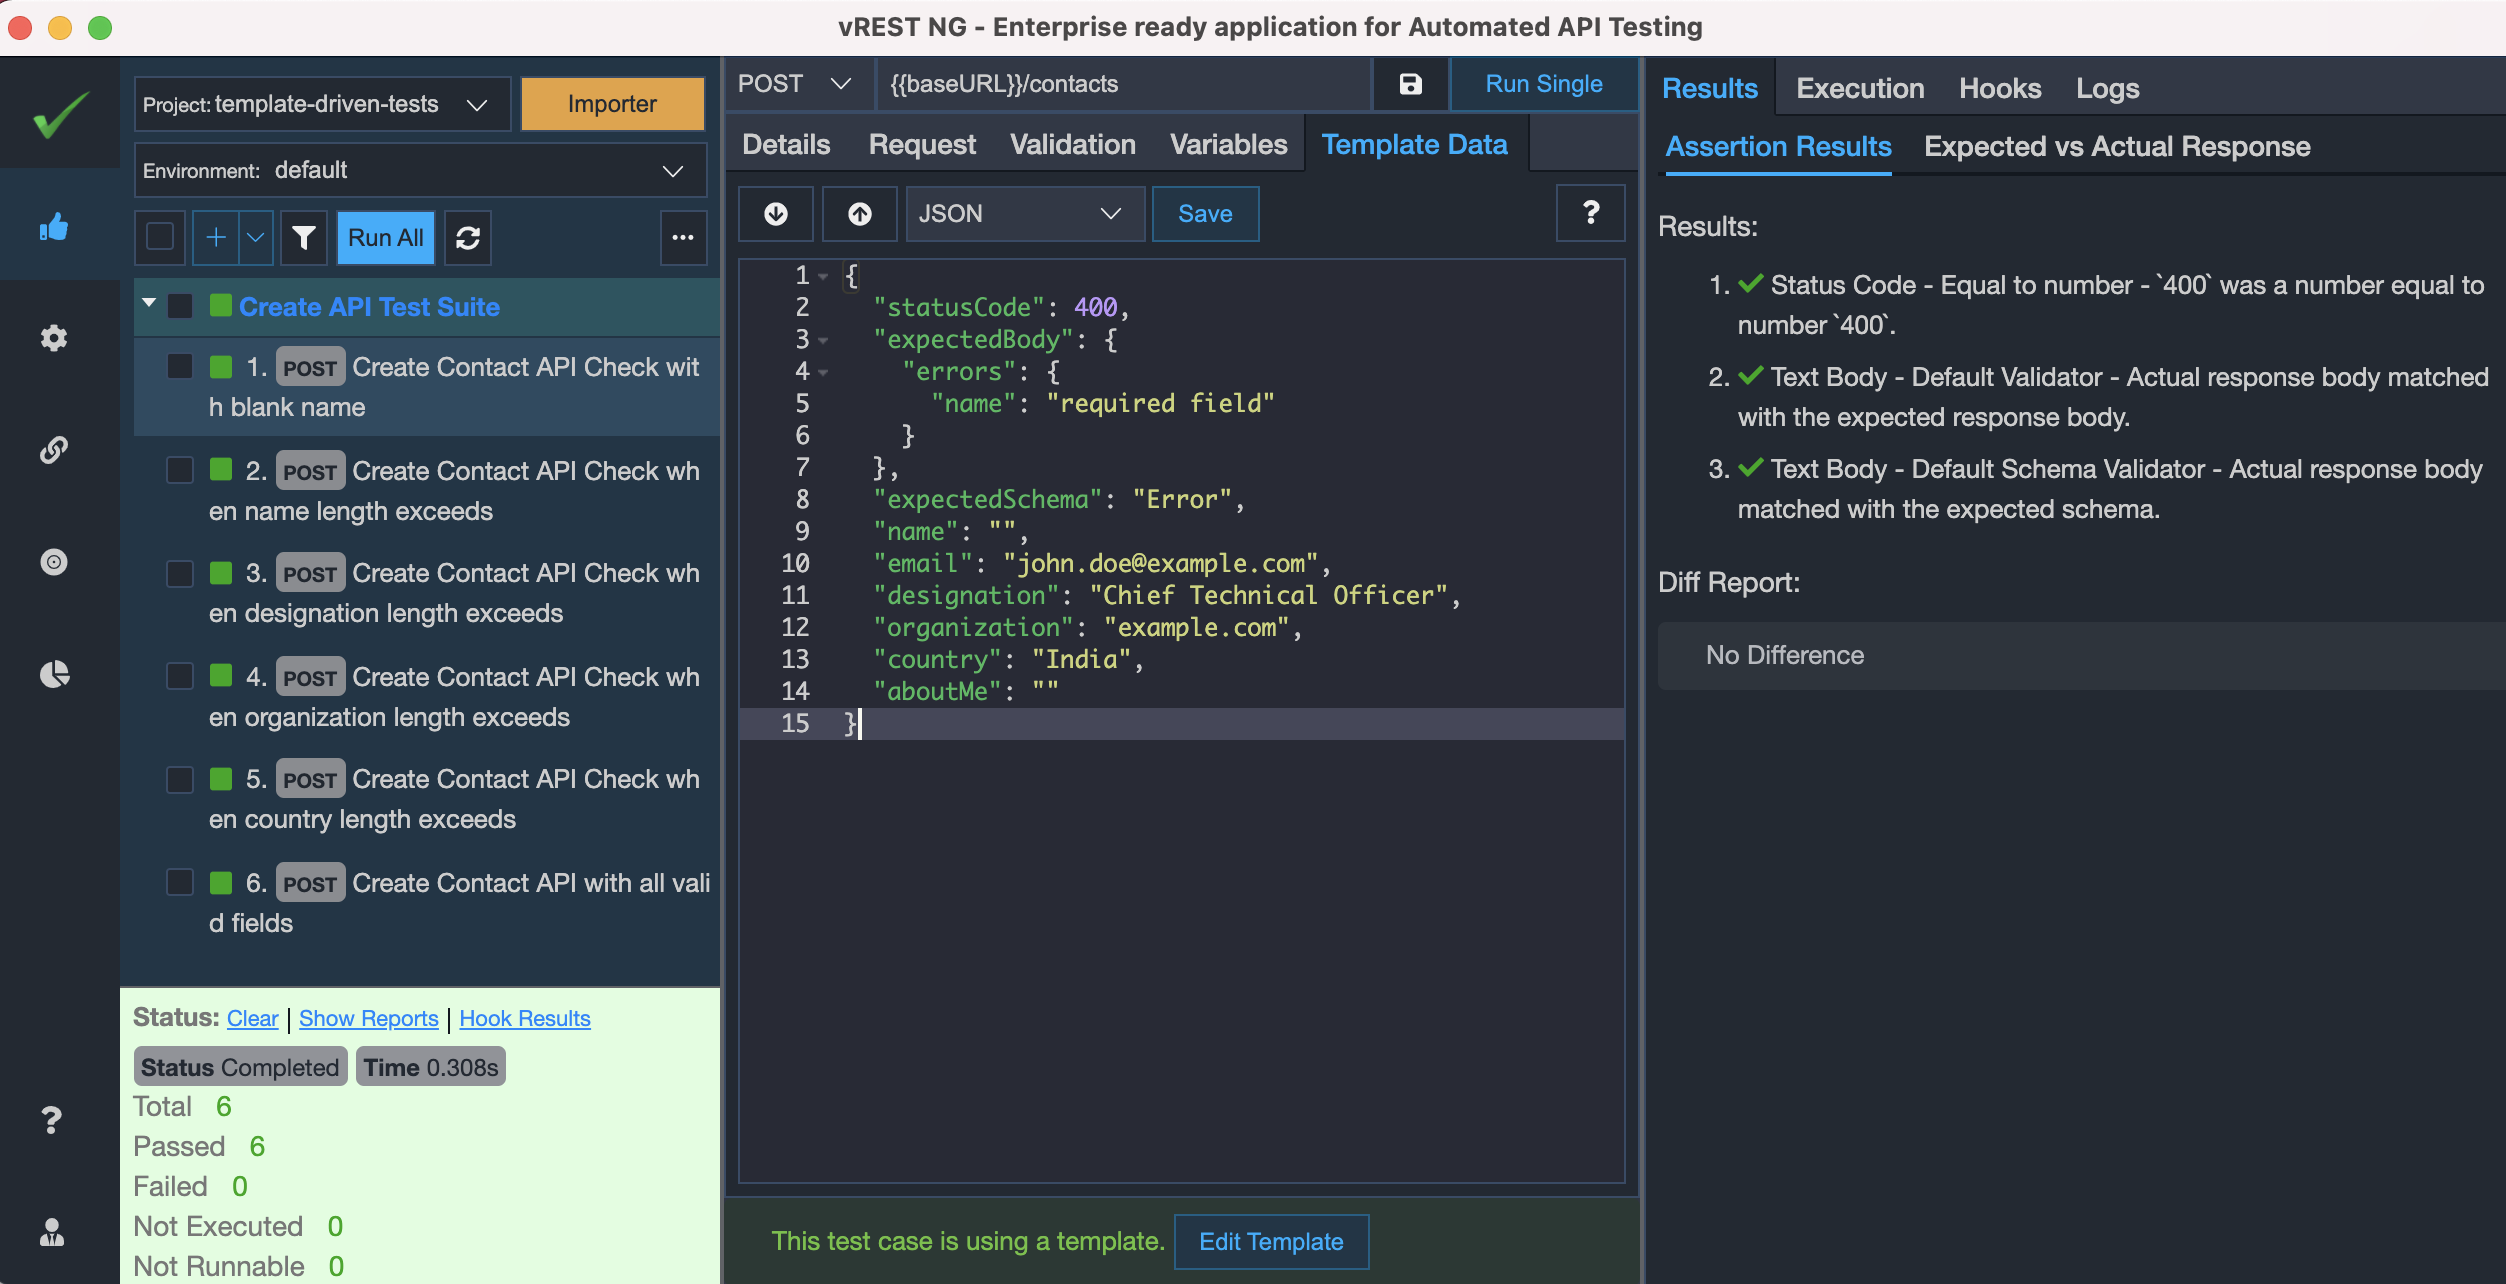 vREST NG - Enterprise ready application for Automated API Testing
Project: template-driven-tests
Importer
Environment: default
Run All
Create API Test Suite
1. POST Create Contact API Check wit
h blank name
2. POST Create Contact API Check wh
en name length exceeds
3. POST Create Contact API Check wh
en designation length exceeds
4. POST Create Contact API Check wh
en organization length exceeds
5. POST Create Contact API Check wh
en country length exceeds
6. POST Create Contact API with all vali
d fields
Status: Clear | Show Reports | Hook Results
Status Completed Time 0.308s
Total 6
Passed 6
Failed 0
Not Executed 0
Not Runnable 0
POST {{baseURL}}/contacts Run Single
Details Request Validation Variables Template Data
JSON Save ?
1 {
2 "statusCode": 400,
3 "expectedBody": {
4 "errors": {
5 "name": "required field"
6 }
7 },
8 "expectedSchema": "Error",
9 "name": "",
10 "email": "john.doe@example.com",
11 "designation": "Chief Technical Officer",
12 "organization": "example.com",
13 "country": "India",
14 "aboutMe": ""
15 }
This test case is using a template. Edit Template
Results Execution Hooks Logs
Assertion Results Expected vs Actual Response
Results:
1. Status Code - Equal to number - `400` was a number equal to
number `400`.
2. Text Body - Default Validator - Actual response body matched
with the expected response body.
3. Text Body - Default Schema Validator - Actual response body
matched with the expected schema.
Diff Report:
No Difference